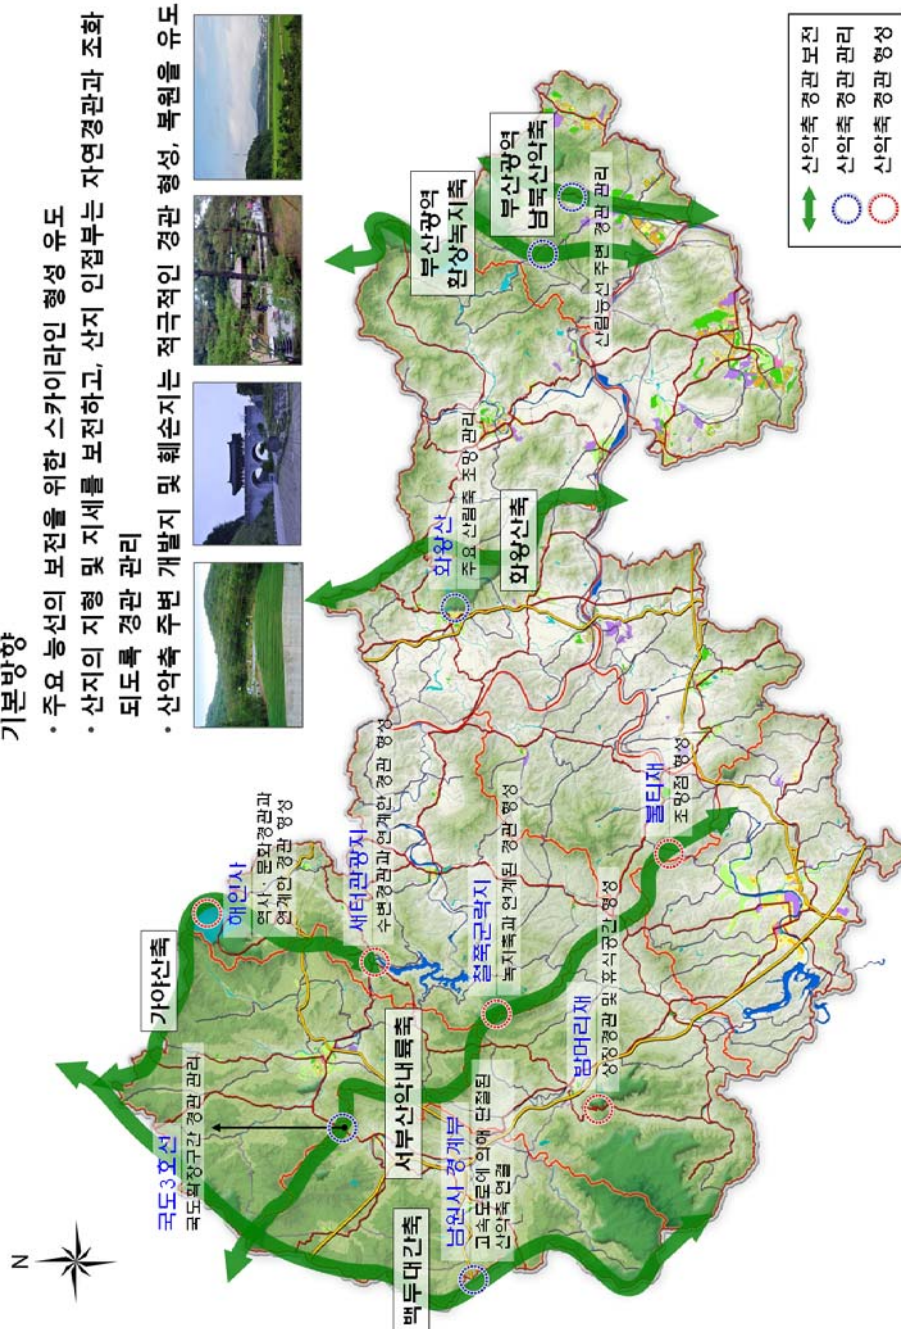 기본방향
· 주요 능선의 보전을 위한 스카이라인 형성 유도
· 산지의 지형 및 지세를 보전하고, 산지 인접부는 자연경관과 조화
되도록 경관 관리
· 산악축 주변 개발지 및 훼손지는 적극적인 경관 형성, 복원을 유도
N
국도3호선
국도확장구간 경관 관리
가야산축
해인사
역사·문화경관과
연계한 경관 형성
새터관광지
수변경관과 연계한 경관 형성
백두대간축
서부산악내륙축
남원시 경계부
고속도로에 의해 단절된
산악축 연결
철쭉군락지
녹지축과 연계된 경관 형성
밤머리재
상징경관 및 휴식공간 형성
불티재
조망점 형성
화왕산
주요 산림축 조망 관리
화왕산축
부산광역
환상녹지축
부산광역
남북산악축
산림능선 주변 경관 관리
산악축 경관 보전
산악축 경관 관리
산악축 경관 형성